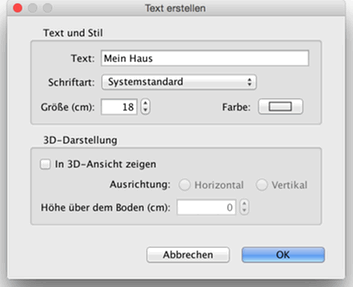 Text erstellen
Text und Stil
Text: Mein Haus
Schriftart: Systemstandard
Größe (cm): 18 Farbe:
3D-Darstellung
In 3D-Ansicht zeigen
Ausrichtung: Horizontal Vertikal
Höhe über dem Boden (cm): 0
Abbrechen OK